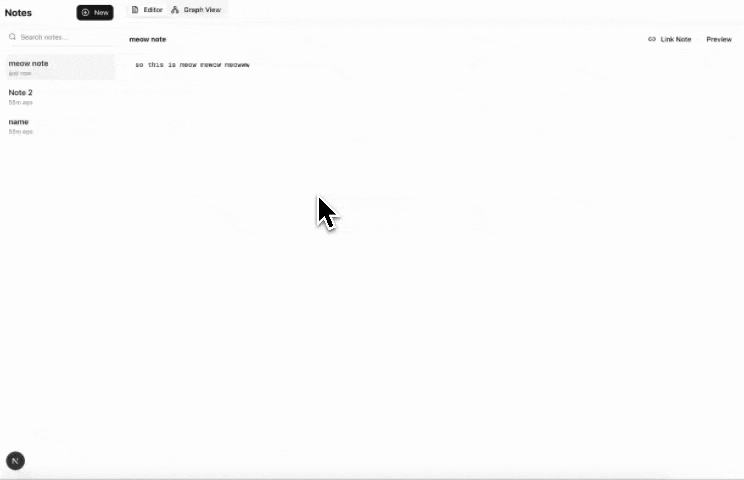 Notes
New
Search notes...
meow note
just now
Note 2
55m ago
name
55m ago
Editor
Graph View
meow note
Link Note
Preview
so this is meow mewow meowww
N